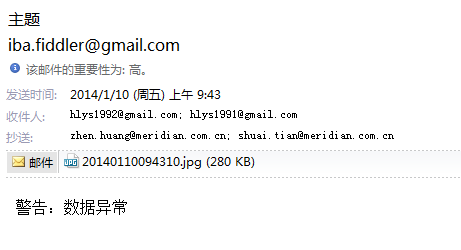 主题
iba.fiddler@gmail.com
该邮件的重要性为: 高。
发送时间: 2014/1/10 (周五) 上午 9:43
收件人: hlys1992@gmail.com; hlys1991@gmail.com
抄送: zhen.huang@meridian.com.cn; shuai.tian@meridian.com.cn
邮件 20140110094310.jpg (280 KB)
警告：数据异常